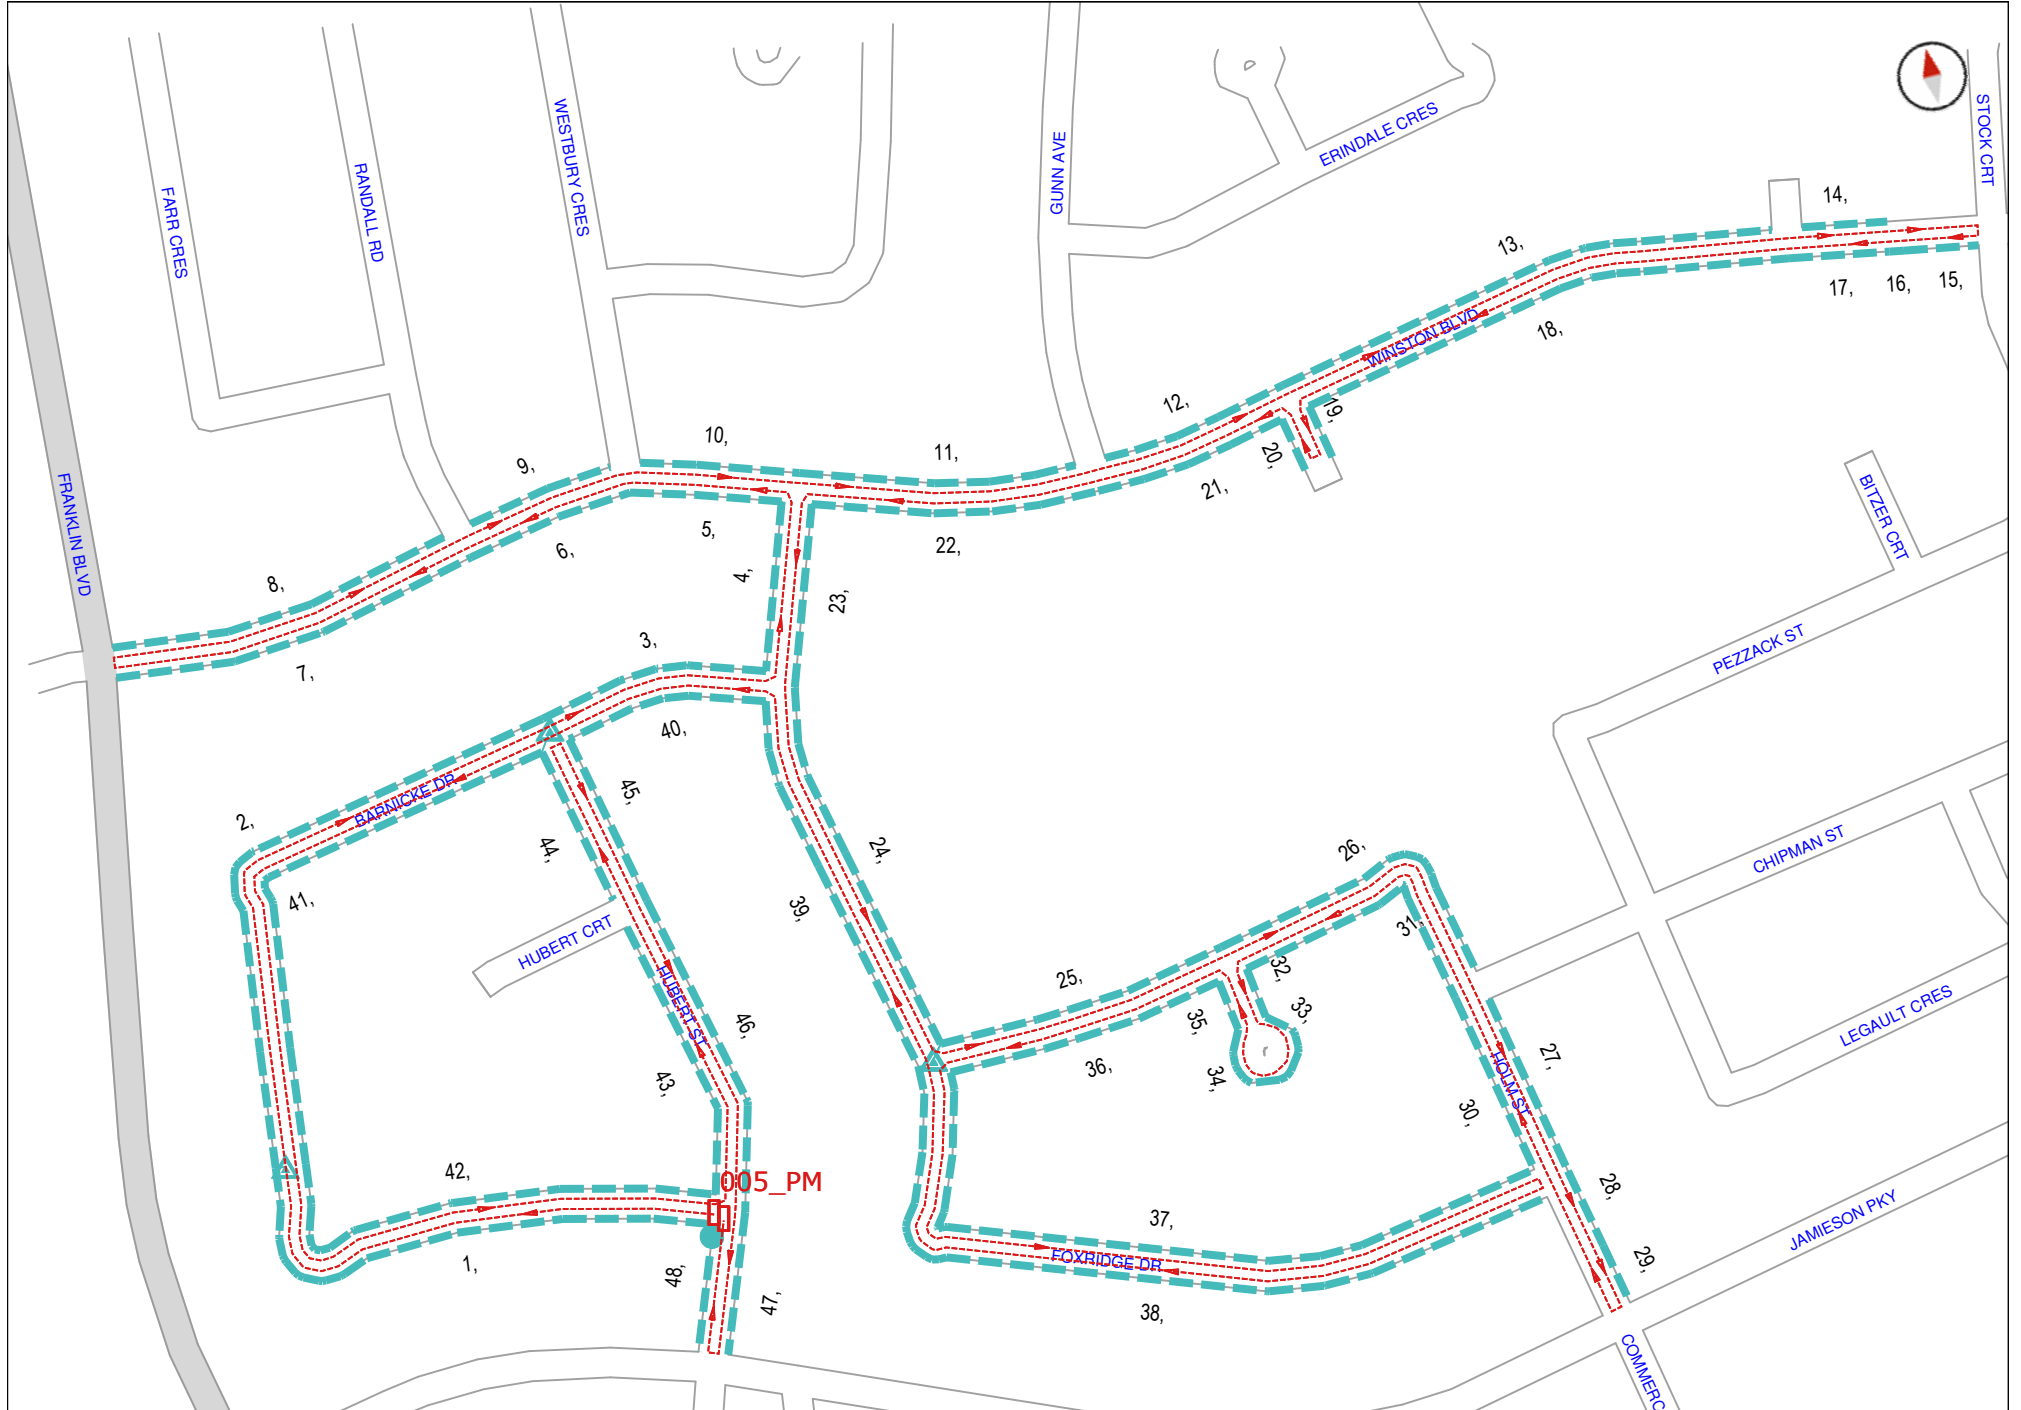 FARR CRES
RANDALL RD
WESTBURY CRES
GUNN AVE
ERINDALE CRES
STOCK CRT
14,
13,
WINSTON BLVD
17,
16,
15,
18,
12,
19,
20,
21,
10,
11,
9,
5,
6,
22,
FRANKLIN BLVD
8,
7,
4,
23,
3,
40,
BITZER CRT
PEZZACK ST
CHIPMAN ST
LEGAULT CRES
BARNICKE DR
2,
41,
45,
44,
HUBERT CRT
HUBERT ST
46,
43,
39,
24,
25,
26,
31,
32,
33,
34,
35,
36,
27,
HOLM ST
30,
28,
29,
JAMIESON PKY
COMMERC
42,
005_PM
1,
48,
47,
37,
FOXRIDGE DR
38,